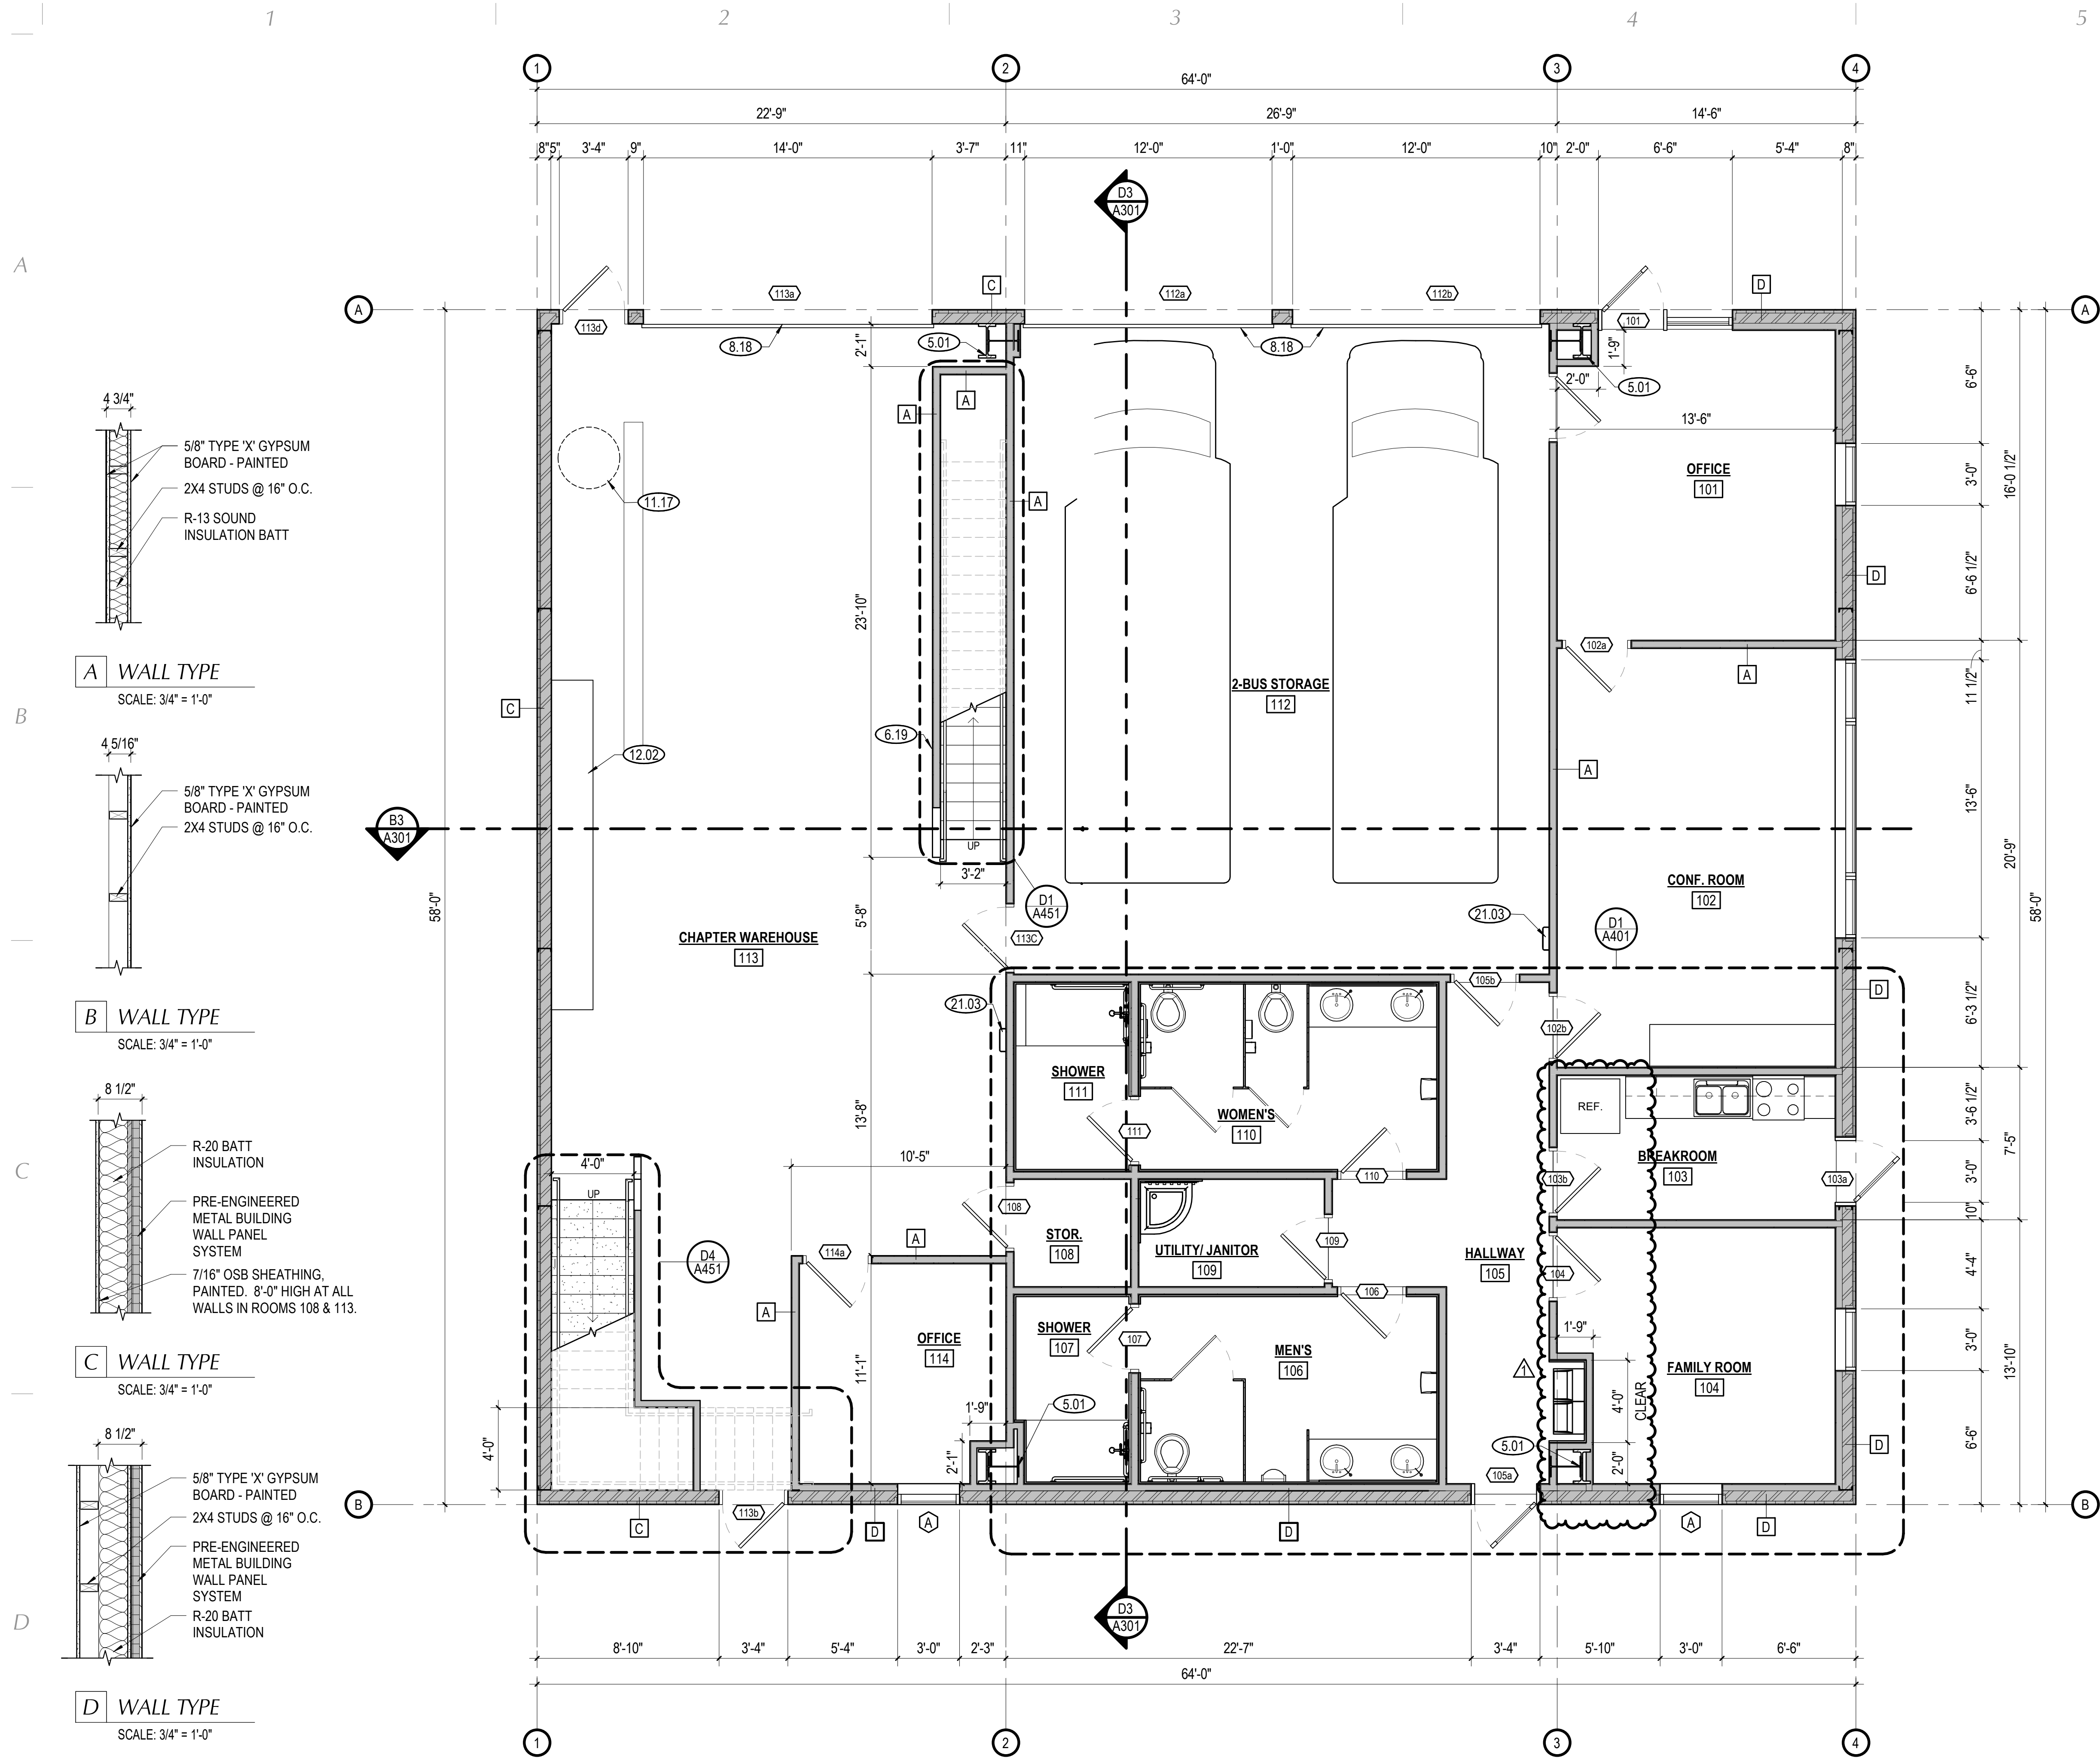 1 2 3 4 5
1 2 3 4
64'-0"
22'-9" 26'-9" 14'-6"
8" 5" 3'-4" 9" 14'-0" 3'-7" 11" 12'-0" 1'-0" 12'-0" 10" 2'-0" 6'-6" 5'-4" 8"
D3
A301
A
113a C 112a 112b D
A A
113d 101
8.18 5.01 8.18
2'-1" 1'-9"
2'-0" 5.01
6'-6"
4 3/4"
A A
13'-6"
5/8" TYPE 'X' GYPSUM
BOARD - PAINTED
2X4 STUDS @ 16" O.C.
R-13 SOUND
INSULATION BATT
OFFICE
101
3'-0"
16'-0 1/2"
11.17
A
D
6'-6 1/2"
23'-10"
102a
A
A WALL TYPE
SCALE: 3/4" = 1'-0"
2-BUS STORAGE
112
11 1/2"
B
C
6.19
12.02
4 5/16"
A
5/8" TYPE 'X' GYPSUM
BOARD - PAINTED
2X4 STUDS @ 16" O.C.
B3
A301
13'-6"
UP
3'-2"
20'-9"
CONF. ROOM
102
58'-0"
58'-0"
D1
A451
5'-8"
21.03
D1
A401
CHAPTER WAREHOUSE
113
113C
105b
D
21.03
B WALL TYPE
SCALE: 3/4" = 1'-0"
6'-3 1/2"
102b
SHOWER
111
8 1/2"
REF.
3'-6 1/2"
WOMEN'S
110
13'-8"
111
7'-5"
R-20 BATT
INSULATION
PRE-ENGINEERED
METAL BUILDING
WALL PANEL
SYSTEM
7/16" OSB SHEATHING,
PAINTED. 8'-0" HIGH AT ALL
WALLS IN ROOMS 108 & 113.
C
4'-0"
10'-5"
BREAKROOM
103
110
103b
103a
3'-0"
UP
108
10"
STOR.
108
A
114a
109
UTILITY/ JANITOR
109
HALLWAY
105
D4
A451
104
4'-4"
106
A
SHOWER
107
107
OFFICE
114
MEN'S
106
1'-9"
3'-0"
1
FAMILY ROOM
104
13'-10"
C WALL TYPE
SCALE: 3/4" = 1'-0"
11'-1"
4'-0"
CLEAR
1'-9"
5.01
8 1/2"
4'-0"
2'-1"
5.01
2'-0"
D
6'-6"
105a
B B
113b
C
D A D A D
5/8" TYPE 'X' GYPSUM
BOARD - PAINTED
2X4 STUDS @ 16" O.C.
PRE-ENGINEERED
METAL BUILDING
WALL PANEL
SYSTEM
R-20 BATT
INSULATION
D3
A301
D
8'-10" 3'-4" 5'-4" 3'-0" 2'-3" 22'-7" 3'-4" 5'-10" 3'-0" 6'-6"
64'-0"
D WALL TYPE
SCALE: 3/4" = 1'-0"
1 2 3 4